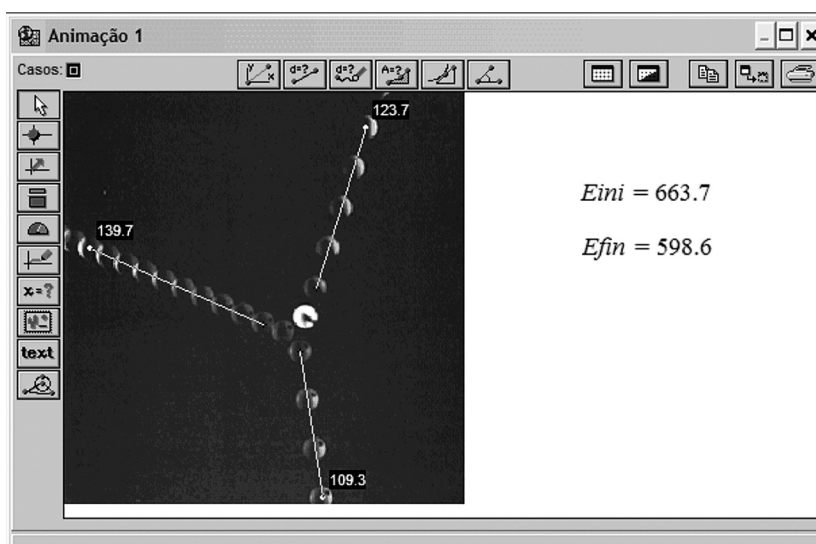 Animação 1
Casos:
y x d=? d=? A=?
123.7
139.7
Eini = 663.7
Efin = 598.6
x=?
text
109.3